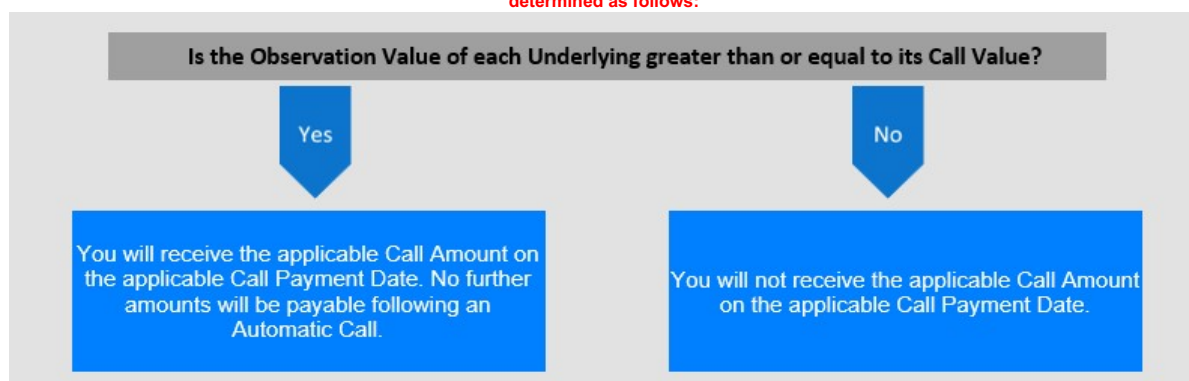 determined as follows:
Is the Observation Value of each Underlying greater than or equal to its Call Value?
Yes
No
You will receive the applicable Call Amount on
the applicable Call Payment Date. No further
amounts will be payable following an
Automatic Call.
You will not receive the applicable Call Amount
on the applicable Call Payment Date.